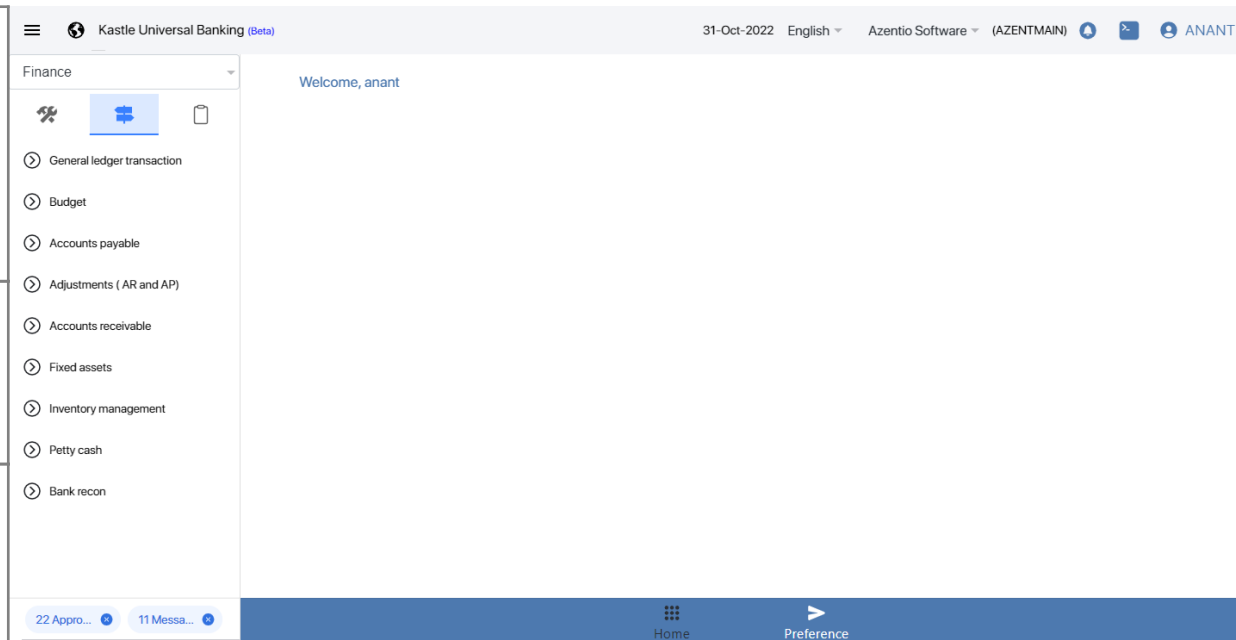 Kastle Universal Banking (Beta) 31-Oct-2022 English Azentio Software (AZENTMAIN) ANANT
Finance
Welcome, anant
General ledger transaction
Budget
Accounts payable
Adjustments ( AR and AP)
Accounts receivable
Fixed assets
Inventory management
Petty cash
Bank recon
22 Appro... 11 Messa...
Home Preference